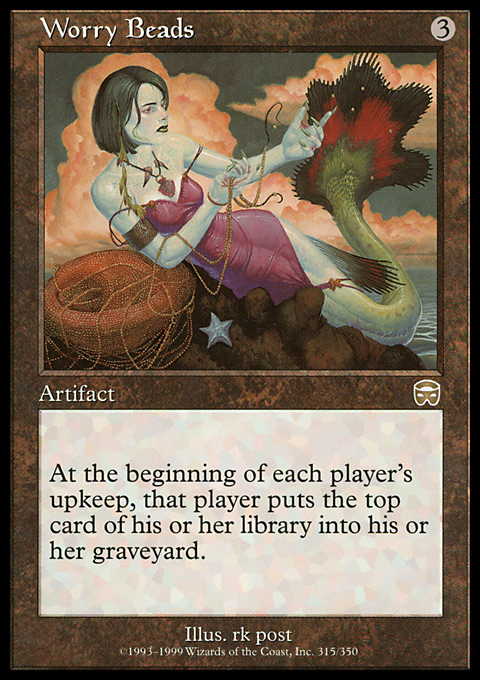 Worry Beads 3
Artifact
At the beginning of each player's
upkeep, that player puts the top
card of his or her library into his or
her graveyard.
Illus. rk post
©1993-1999 Wizards of the Coast, Inc. 315/350